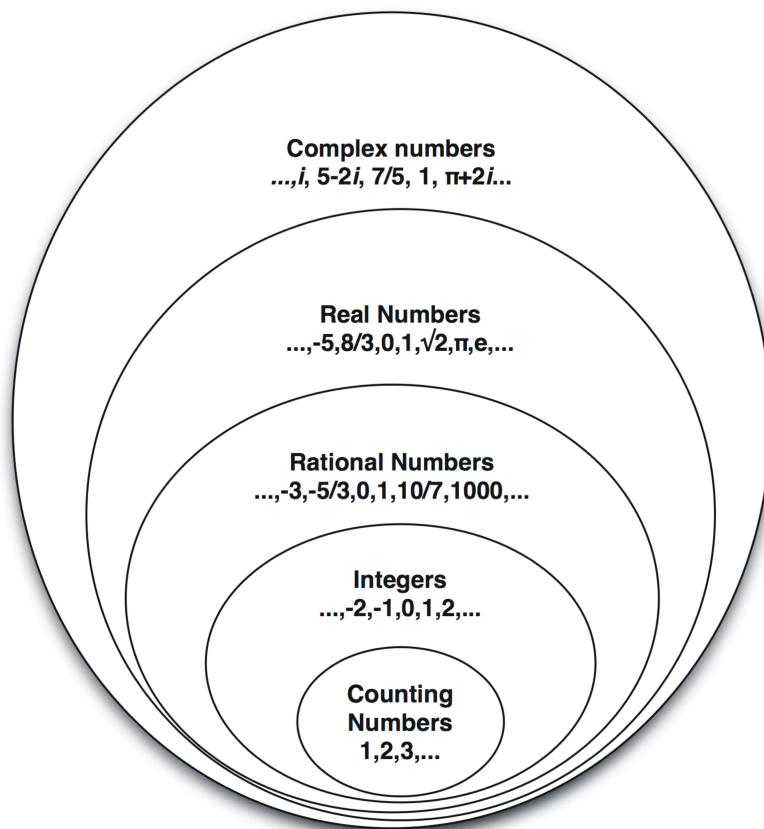 Complex numbers
...,i, 5-2i, 7/5, 1, π+2i...
Real Numbers
...,-5,8/3,0,1,√2,π,e,...
Rational Numbers
...,-3,-5/3,0,1,10/7,1000,...
Integers
...,-2,-1,0,1,2,...
Counting
Numbers
1,2,3,...